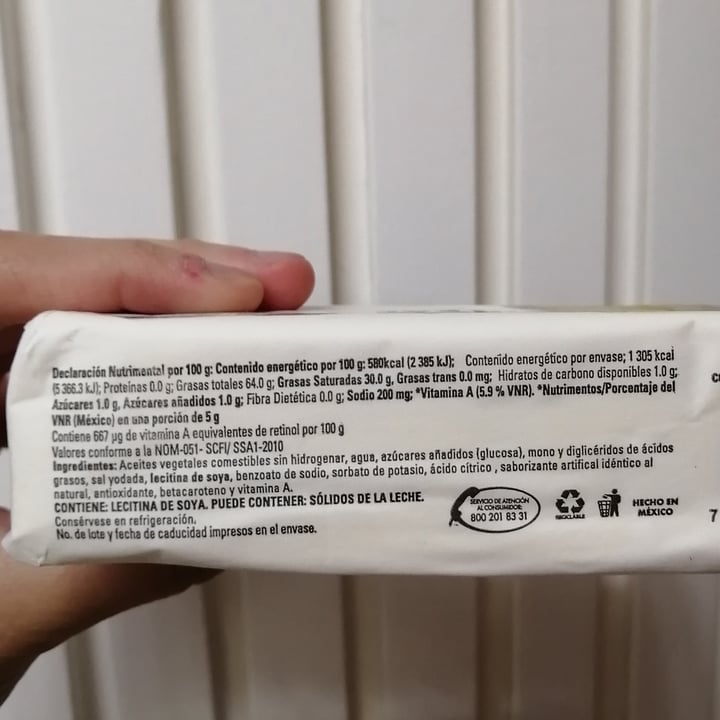 Declaración Nutrimental por 100 g: Contenido energético por 100 g: 580kcal (2 385 kJ); Contenido energético por envase; 1 305 kcal
(5 366.3 kJ); Proteínas 0.0 g; Grasas totales 64.0 g; Grasas Saturadas 30.0 g, Grasas trans 0.0 mg; Hidratos de carbono disponibles 1.0 g;
Azúcares 1.0 g, Azúcares añadidos 1.0 g; Fibra Dietética 0.0 g; Sodio 200 mg; *Vitamina A (5.9 % VNR). *Nutrimentos/Porcentaje del
VNR (México) en una porción de 5 g
Contiene 667 µg de vitamina A equivalentes de retinol por 100 g
Valores conforme a la NOM-051- SCFI/ SSA1-2010
Ingredientes: Aceites vegetales comestibles sin hidrogenar, agua, azúcares añadidos (glucosa), mono y diglicéridos de ácidos
grasos, sal yodada, lecitina de soya, benzoato de sodio, sorbato de potasio, ácido cítrico , saborizante artifical idéntico al
natural, antioxidante, betacaroteno y vitamina A.
CONTIENE: LECITINA DE SOYA. PUEDE CONTENER: SÓLIDOS DE LA LECHE.
Consérvese en refrigeración.
No. de lote y fecha de caducidad impresos en el envase.
SERVICIO DE ATENCIÓN
AL CONSUMIDOR:
800 201 83 31
RECICLABLE
HECHO EN
MÉXICO
7